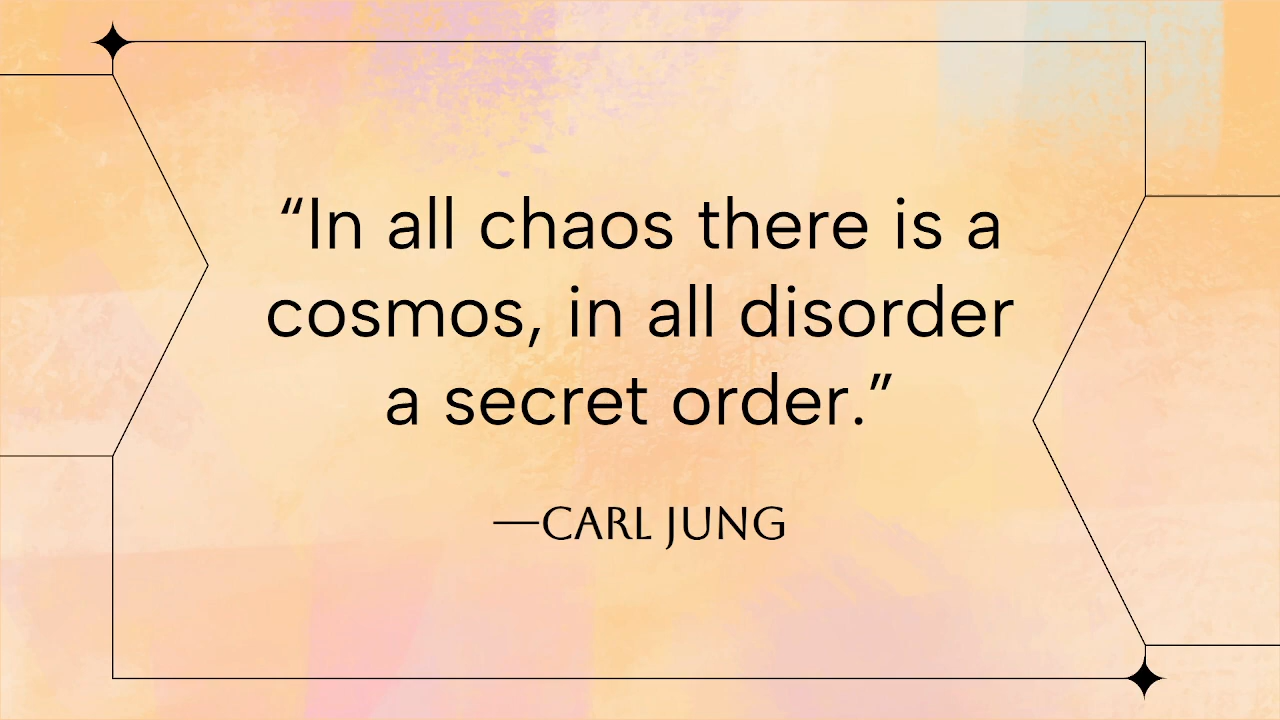 “In all chaos there is a
cosmos, in all disorder
a secret order.”
—CARL JUNG